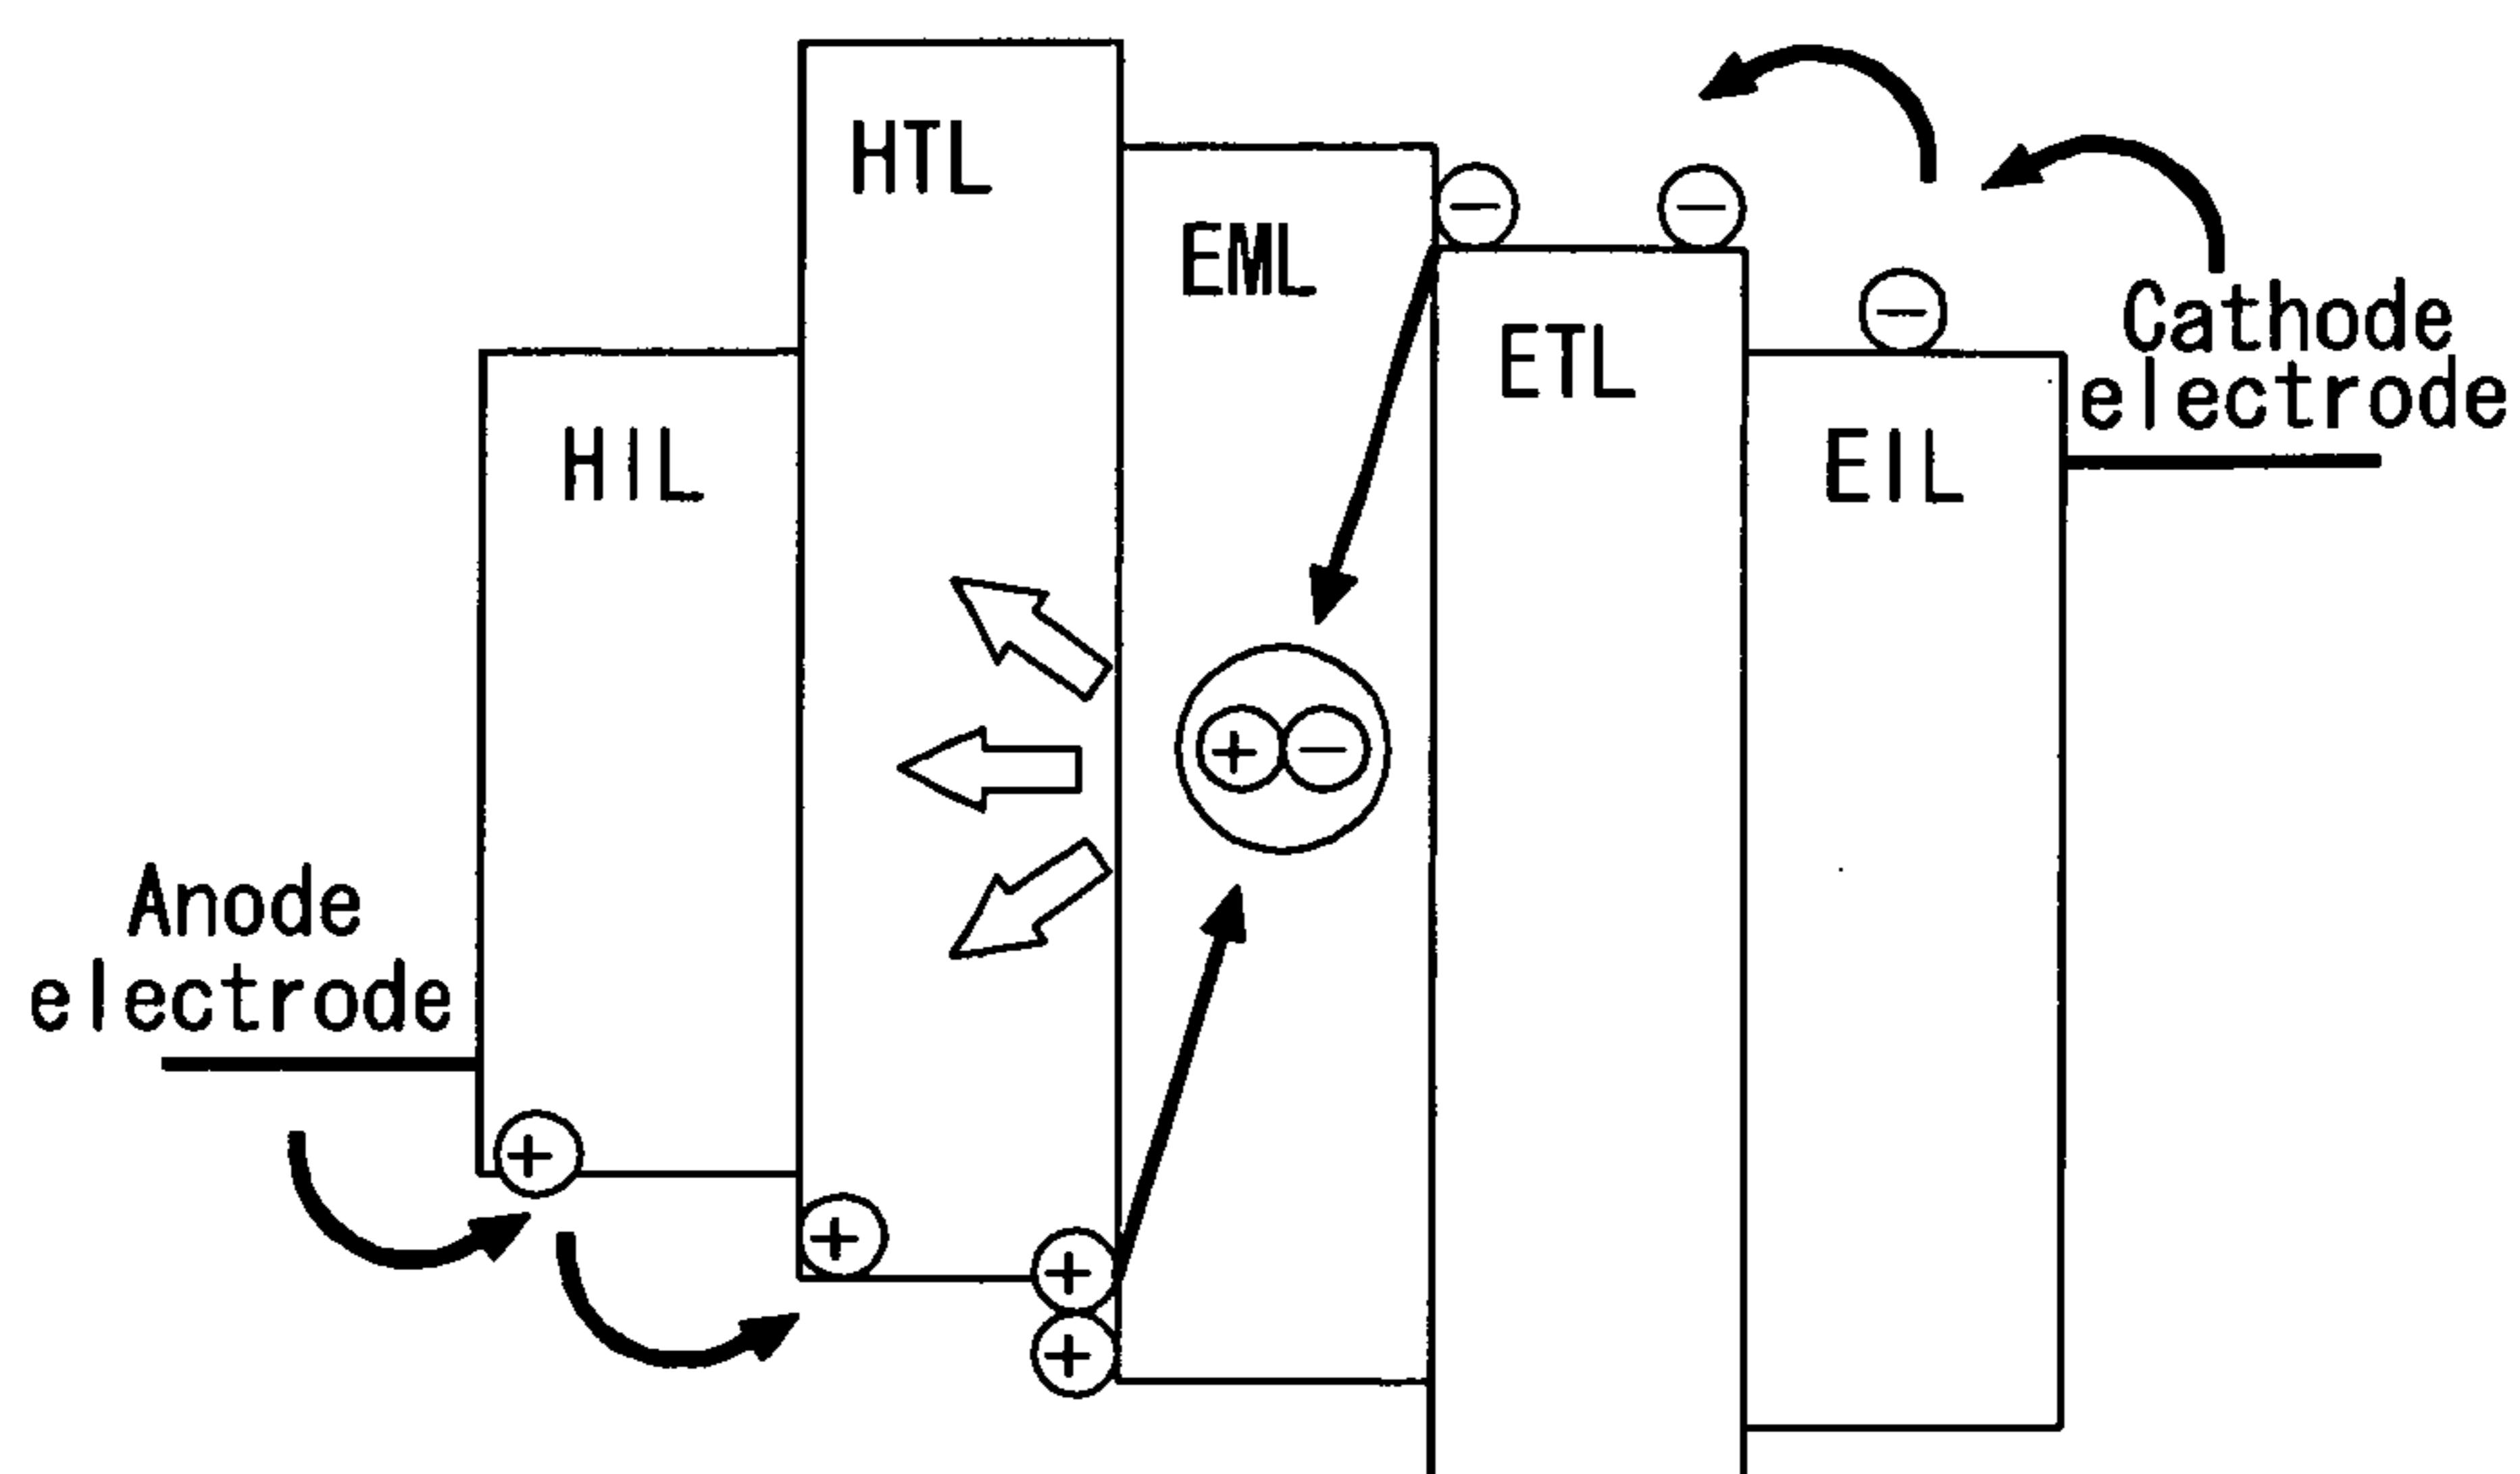 HTL
EML
ETL
Cathode
electrode
HIL
EIL
Anode
electrode